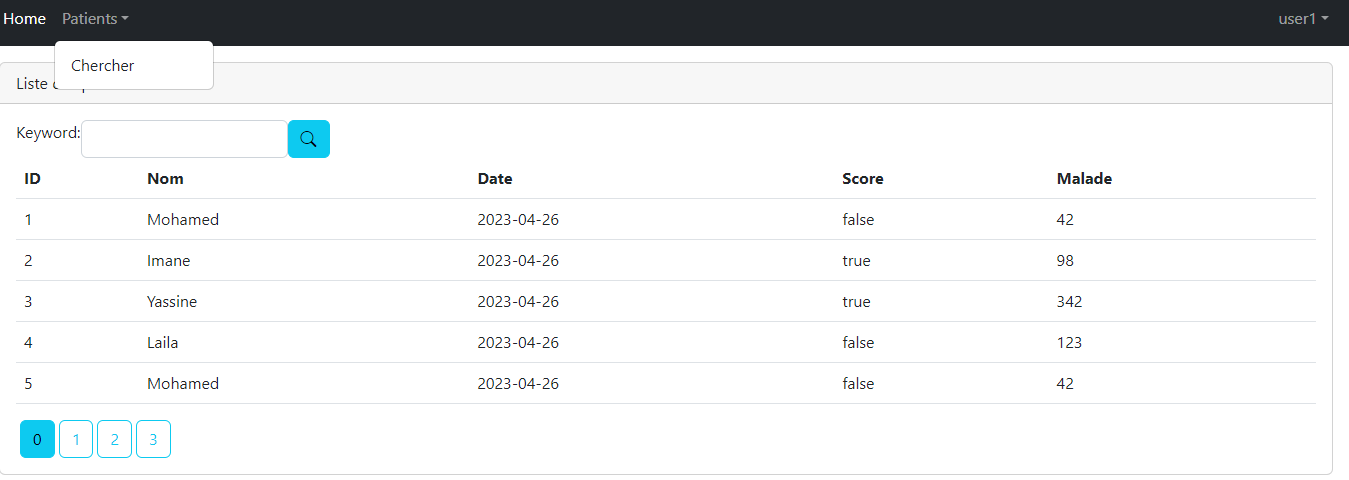 Home Patients user1
Chercher
Liste
Keyword:
ID Nom Date Score Malade
1 Mohamed 2023-04-26 false 42
2 Imane 2023-04-26 true 98
3 Yassine 2023-04-26 true 342
4 Laila 2023-04-26 false 123
5 Mohamed 2023-04-26 false 42
0 1 2 3